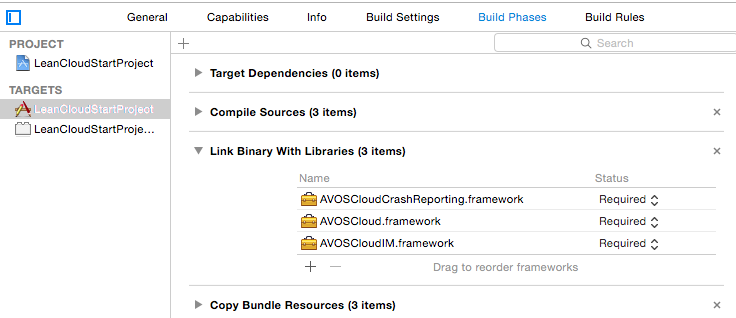 General Capabilities Info Build Settings Build Phases Build Rules
PROJECT
LeanCloudStartProject
TARGETS
LeanCloudStartProject
LeanCloudStartProje...
Search
Target Dependencies (0 items)
Compile Sources (3 items)
Link Binary With Libraries (3 items)
Name Status
AVOSCloudCrashReporting.framework Required
AVOSCloud.framework Required
AVOSCloudIM.framework Required
Drag to reorder frameworks
Copy Bundle Resources (3 items)